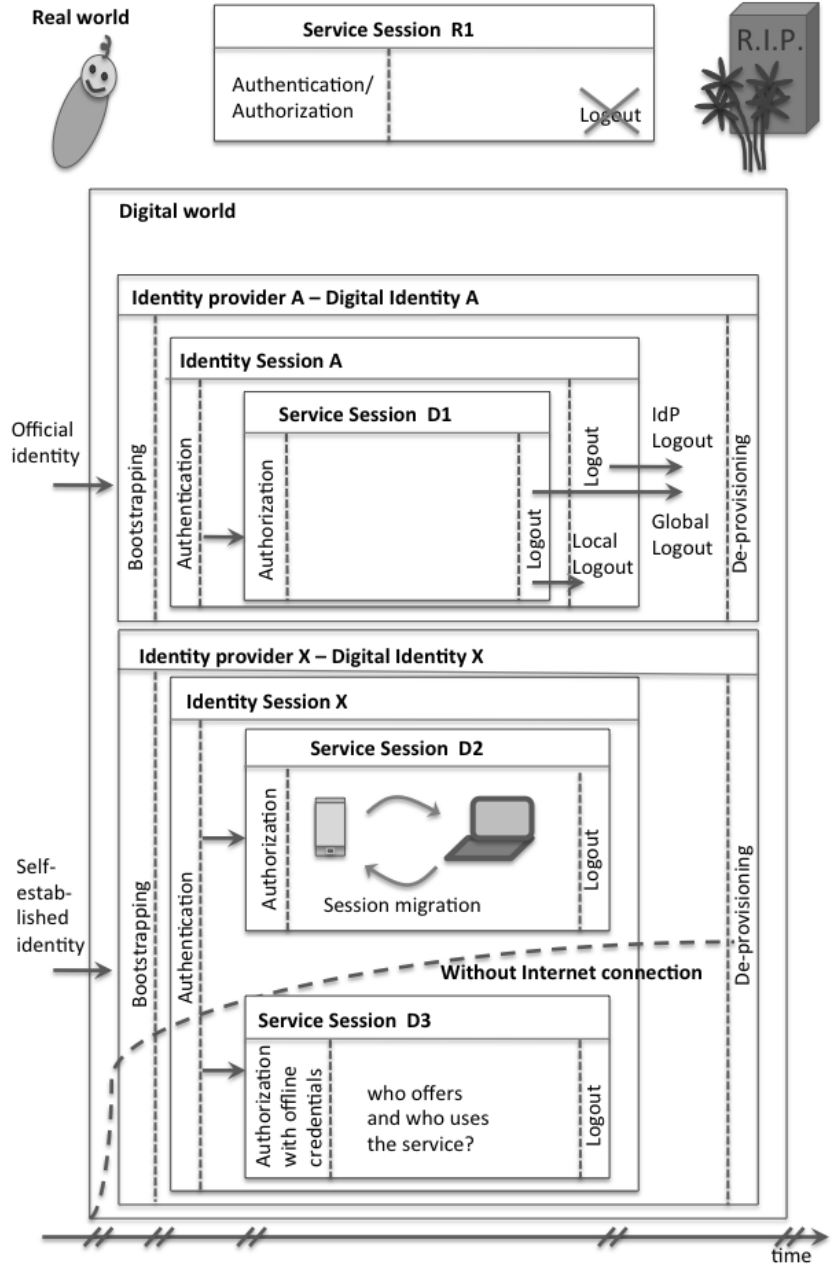 Real world
Service Session R1
Authentication/
Authorization
Logout
R.I.P.
Digital world
Identity provider A – Digital Identity A
Identity Session A
Service Session D1
Official
identity
Bootstrapping
Authentication
Authorization
Logout
Logout
IdP
Logout
Global
Logout
Local
Logout
De-provisioning
Identity provider X – Digital Identity X
Identity Session X
Service Session D2
Self-
estab-
lished
identity
Bootstrapping
Authentication
Authorization
Session migration
Logout
De-provisioning
Without Internet connection
Service Session D3
Authorization
with offline
credentials
who offers
and who uses
the service?
Logout
time